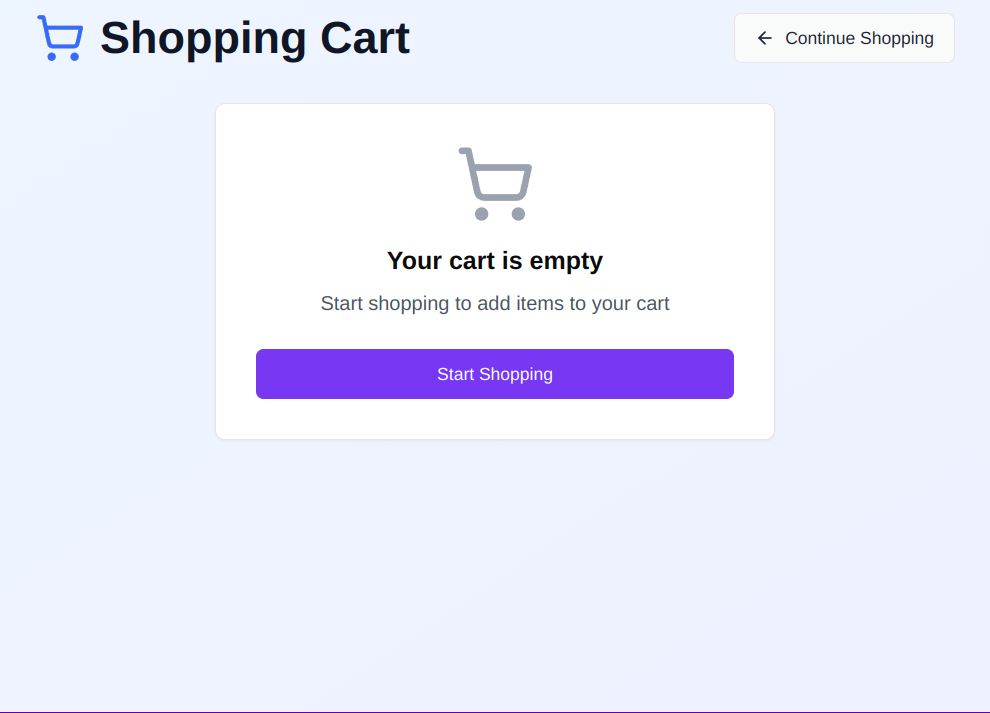 Shopping Cart
Continue Shopping
Your cart is empty
Start shopping to add items to your cart
Start Shopping